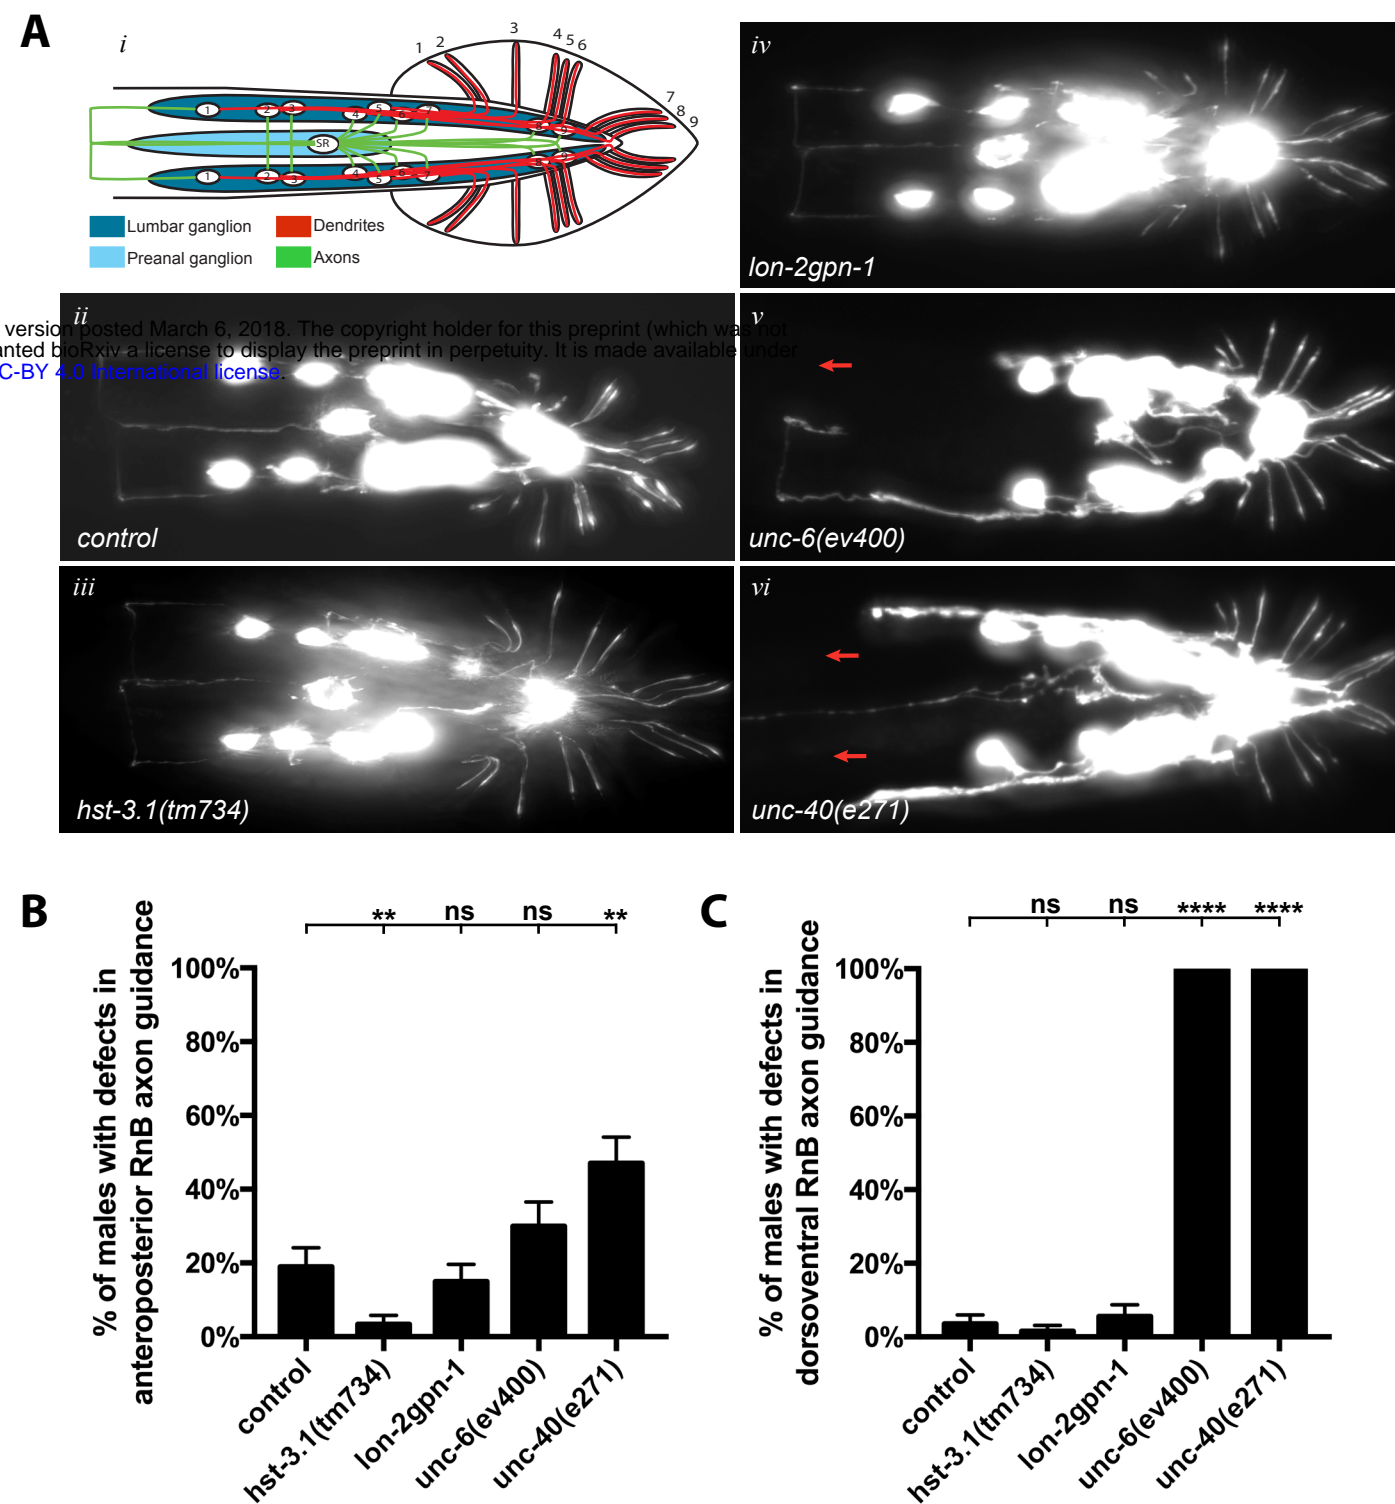 A
i
1 2 3 4 5 6
7
8
9
1 2 3 4 5 6 7 8 9
SR
1 2 3 4 5 6 7 8 9
Lumbar ganglion
Dendrites
Preanal ganglion
Axons
ii
version posted March 6, 2018. The copyright holder for this preprint (which was not
anted bioRxiv a license to display the preprint in perpetuity. It is made available under
C-BY 4.0 International license.
control
iii
hst-3.1(tm734)
iv
lon-2gpn-1
v
unc-6(ev400)
vi
unc-40(e271)
B
% of males with defects in
anteroposterior RnB axon guidance
** ns ns **
100%
80%
60%
40%
20%
0%
control
hst-3.1(tm734)
lon-2gpn-1
unc-6(ev400)
unc-40(e271)
C
% of males with defects in
dorsoventral RnB axon guidance
ns ns **** ****
100%
80%
60%
40%
20%
0%
control
hst-3.1(tm734)
lon-2gpn-1
unc-6(ev400)
unc-40(e271)